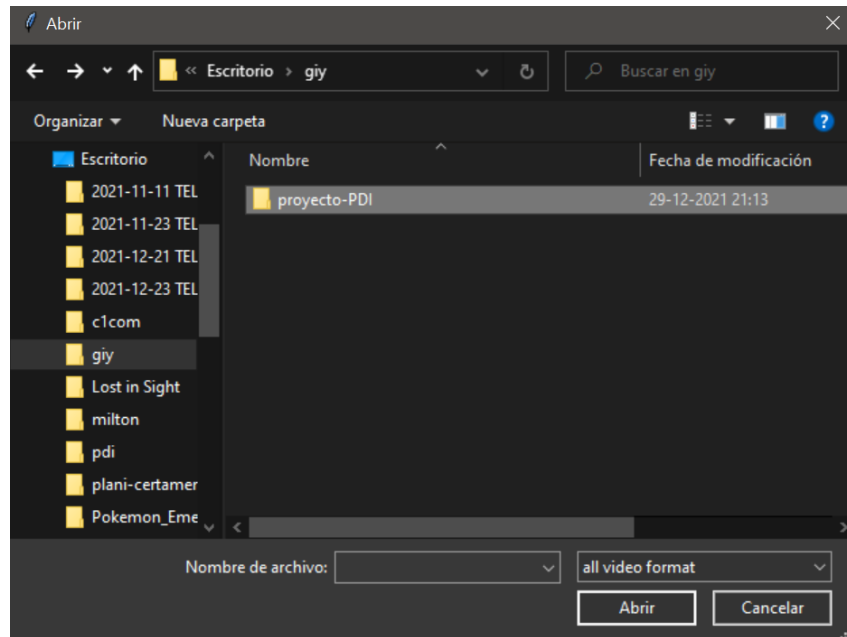 Abrir
« Escritorio > giy
Buscar en giy
Organizar
Nueva carpeta
?
Escritorio
2021-11-11 TEL
2021-11-23 TEL
2021-12-21 TEL
2021-12-23 TEL
c1com
giy
Lost in Sight
milton
pdi
plani-certamer
Pokemon_Eme
Nombre
Fecha de modificación
proyecto-PDI
29-12-2021 21:13
Nombre de archivo:
all video format
Abrir
Cancelar